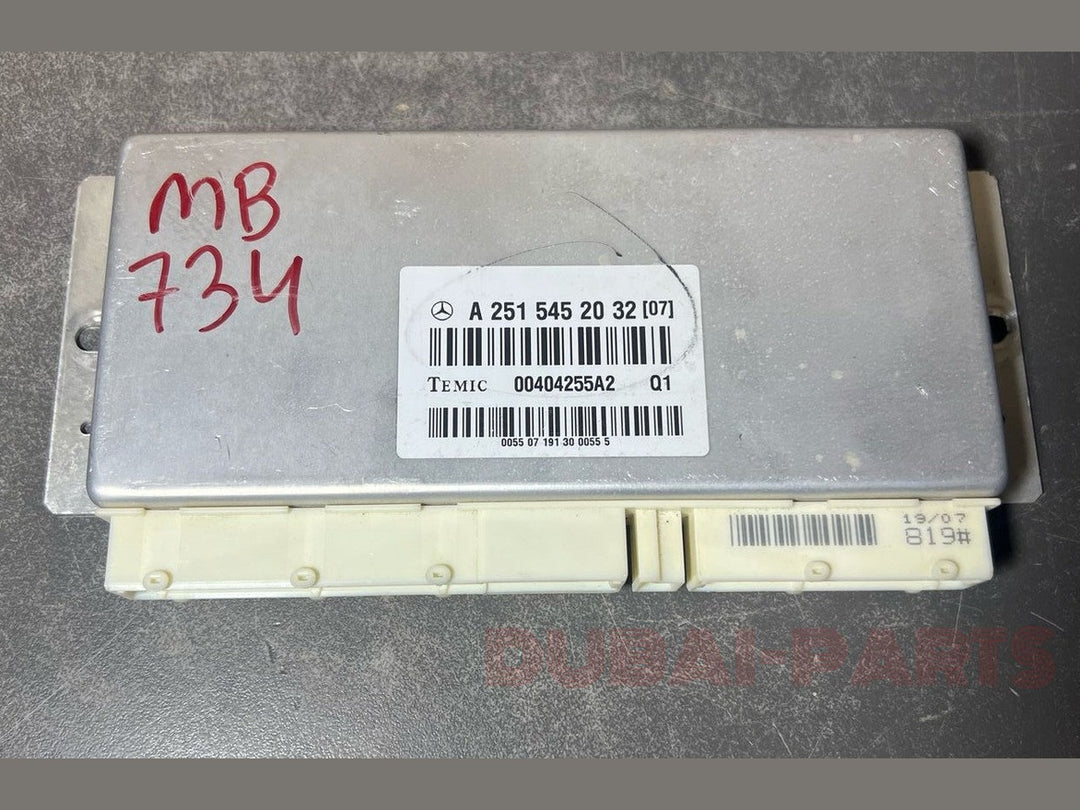 MB
734
A 251 545 20 32 [07]
TEMIC 00404255A2 Q1
0055 07 191 30 0055 5
19/07
819#
DUBAI-PARTS